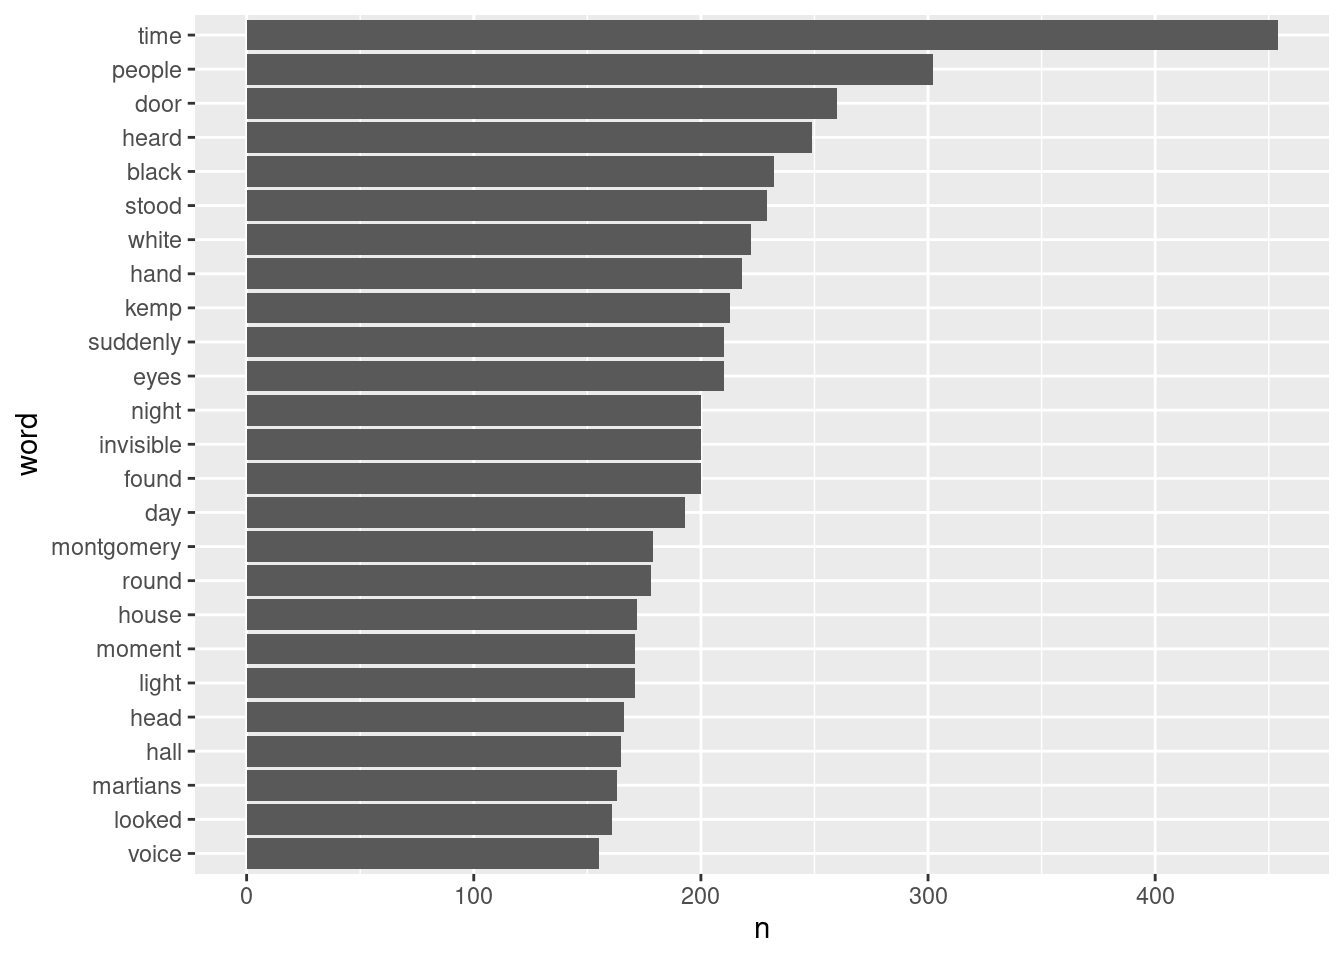 time
people
door
heard
black
stood
white
hand
kemp
suddenly
eyes
night
invisible
found
day
montgomery
round
house
moment
light
head
hall
martians
looked
voice
word
0 100 200 300 400
n